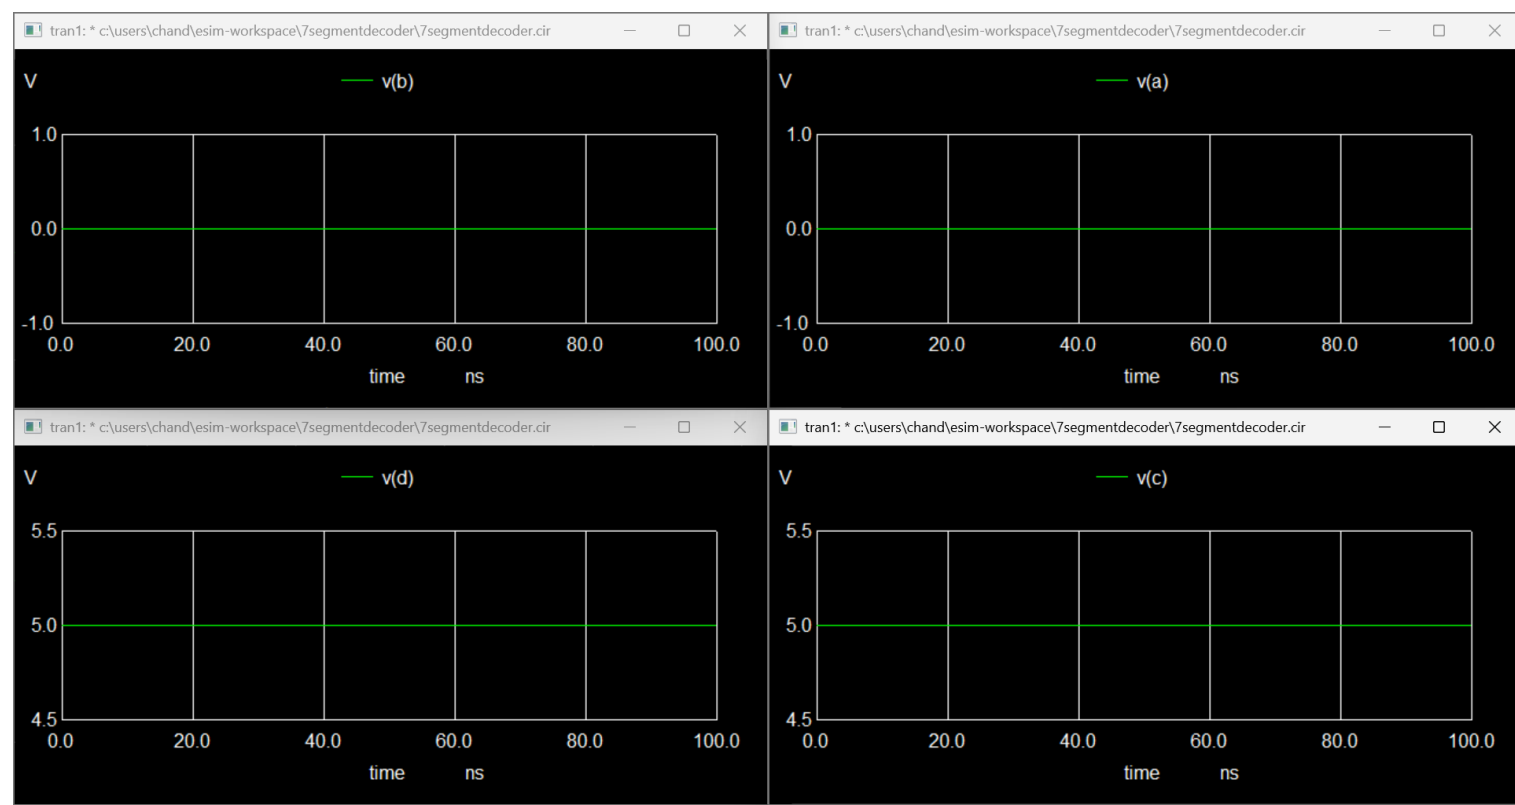 tran1: * c:\users\chand\esim-workspace\7segmentdecoder\7segmentdecoder.cir
V
v(b)
1.0
0.0
-1.0
0.0 20.0 40.0 60.0 80.0 100.0
time ns
tran1: * c:\users\chand\esim-workspace\7segmentdecoder\7segmentdecoder.cir
V
v(a)
1.0
0.0
-1.0
0.0 20.0 40.0 60.0 80.0 100.0
time ns
tran1: * c:\users\chand\esim-workspace\7segmentdecoder\7segmentdecoder.cir
V
v(d)
5.5
5.0
4.5
0.0 20.0 40.0 60.0 80.0 100.0
time ns
tran1: * c:\users\chand\esim-workspace\7segmentdecoder\7segmentdecoder.cir
V
v(c)
5.5
5.0
4.5
0.0 20.0 40.0 60.0 80.0 100.0
time ns